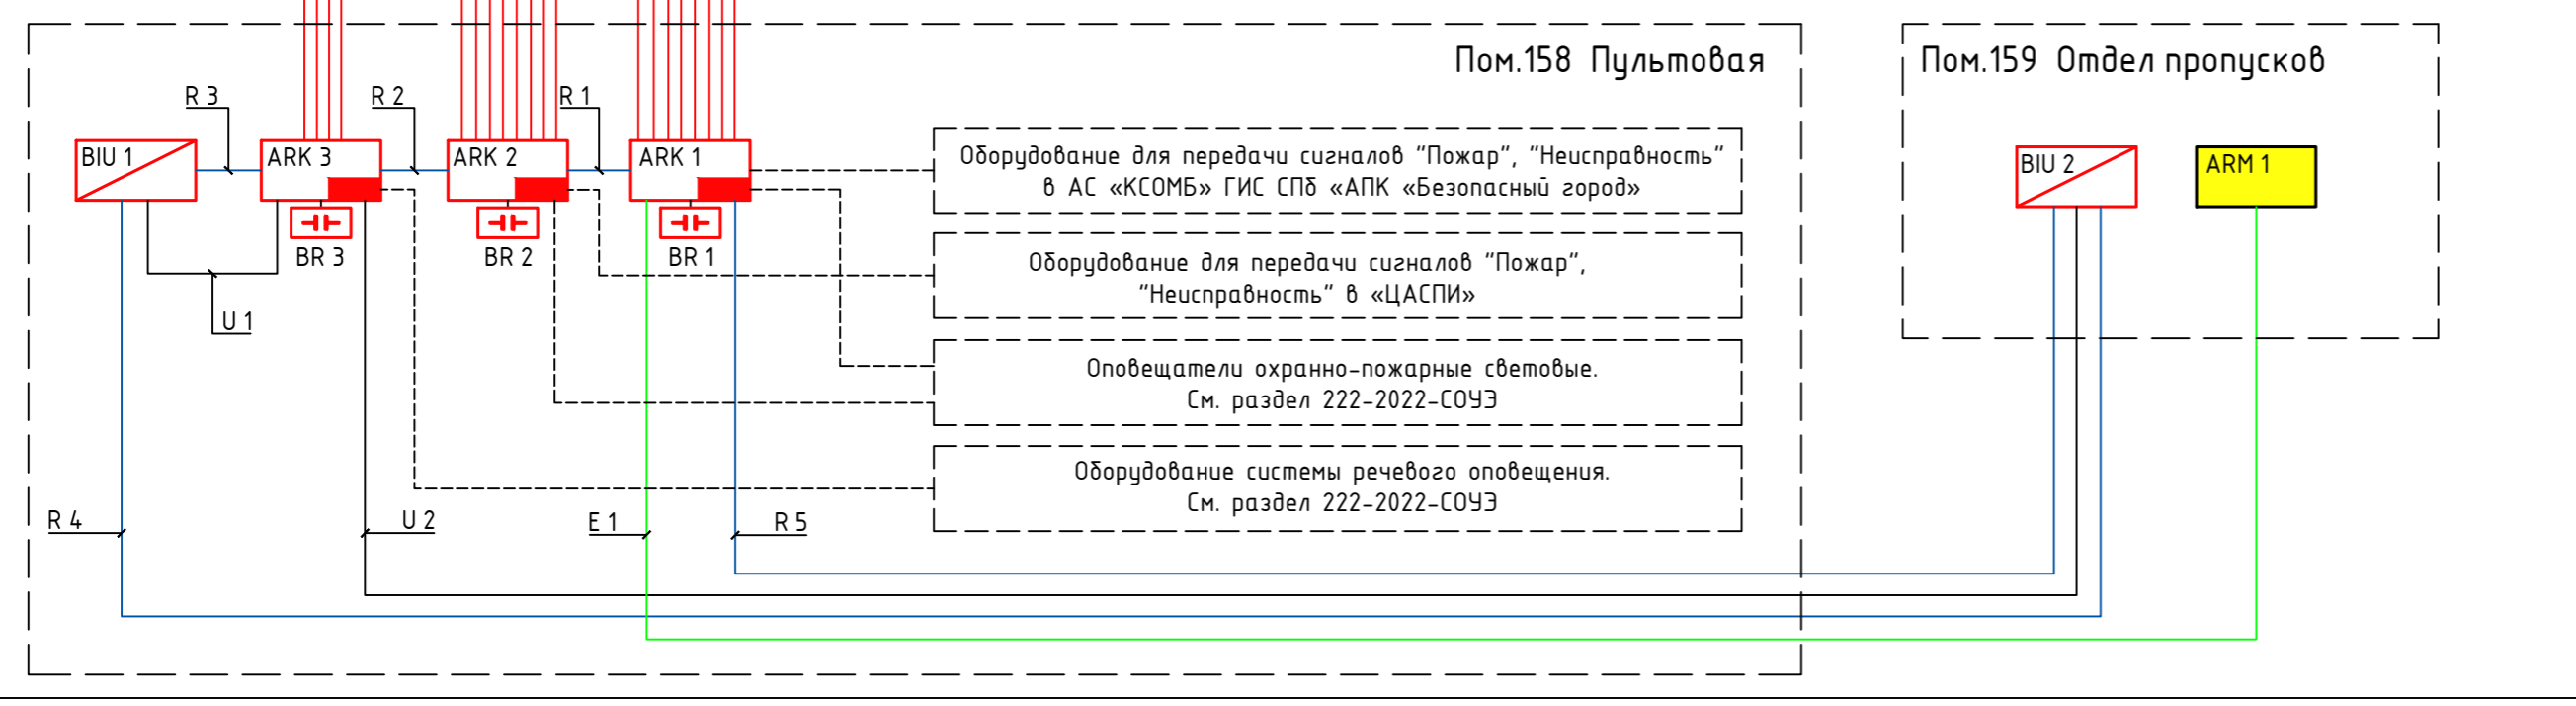 Пом.158 Пультовая
Пом.159 Отдел пропусков
R 3
R 2
R 1
BIU 1
ARK 3
ARK 2
ARK 1
Оборудование для передачи сигналов "Пожар", "Неисправность"
в АС «КСОМБ» ГИС СПб «АПК «Безопасный город»
BIU 2
ARM 1
BR 3
BR 2
BR 1
Оборудование для передачи сигналов "Пожар",
"Неисправность" в «ЦАСПИ»
U 1
Оповещатели охранно-пожарные световые.
См. раздел 222-2022-СОУЭ
Оборудование системы речевого оповещения.
См. раздел 222-2022-СОУЭ
R 4
U 2
E 1
R 5